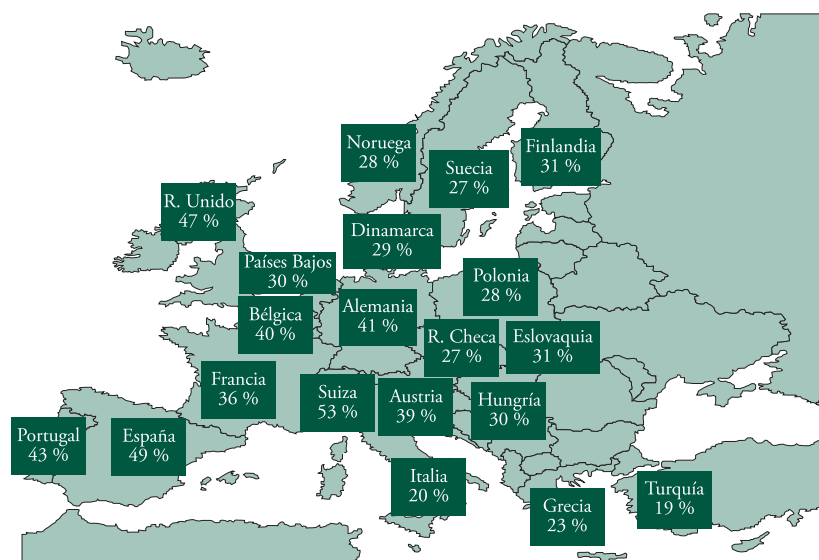 Noruega
28 %
Finlandia
31 %
Suecia
27 %
R. Unido
47 %
Dinamarca
29 %
Países Bajos
30 %
Polonia
28 %
Alemania
41 %
Bélgica
40 %
R. Checa
27 %
Eslovaquia
31 %
Francia
36 %
Suiza
53 %
Austria
39 %
Hungría
30 %
Portugal
43 %
España
49 %
Italia
20 %
Grecia
23 %
Turquía
19 %